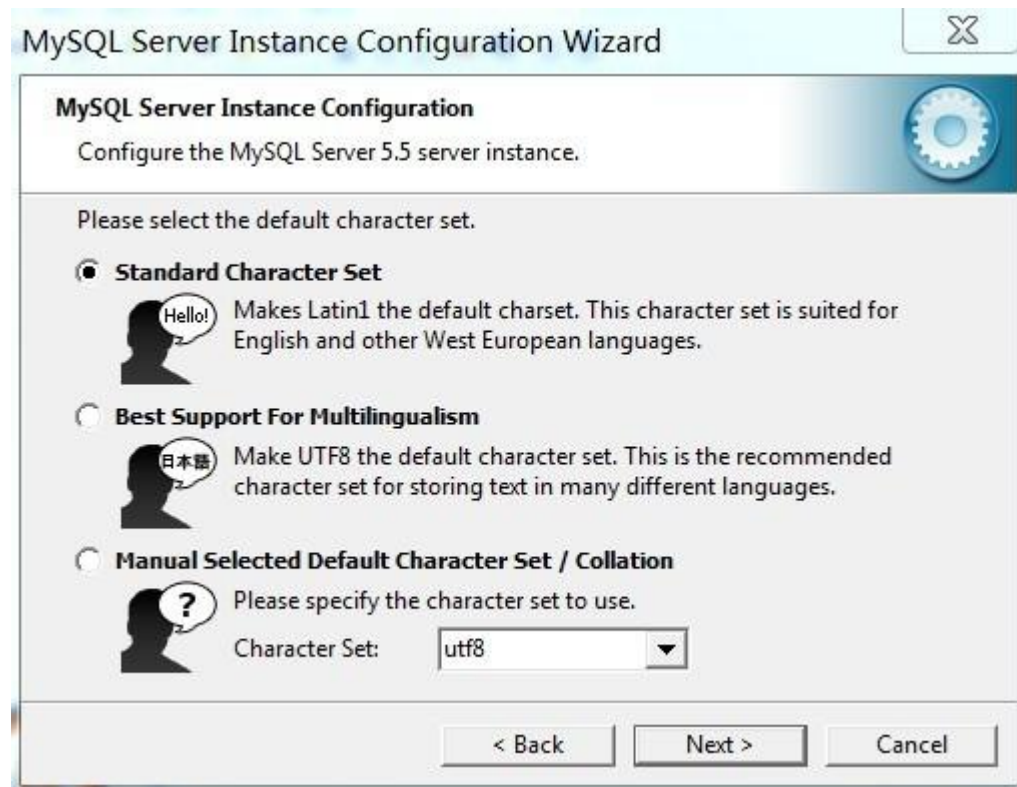 MySQL Server Instance Configuration Wizard
MySQL Server Instance Configuration
Configure the MySQL Server 5.5 server instance.
Please select the default character set.
Standard Character Set
Hello!
Makes Latin1 the default charset. This character set is suited for
English and other West European languages.
Best Support For Multilingualism
日本語
Make UTF8 the default character set. This is the recommended
character set for storing text in many different languages.
Manual Selected Default Character Set / Collation
?
Please specify the character set to use.
Character Set: utf8
< Back Next > Cancel